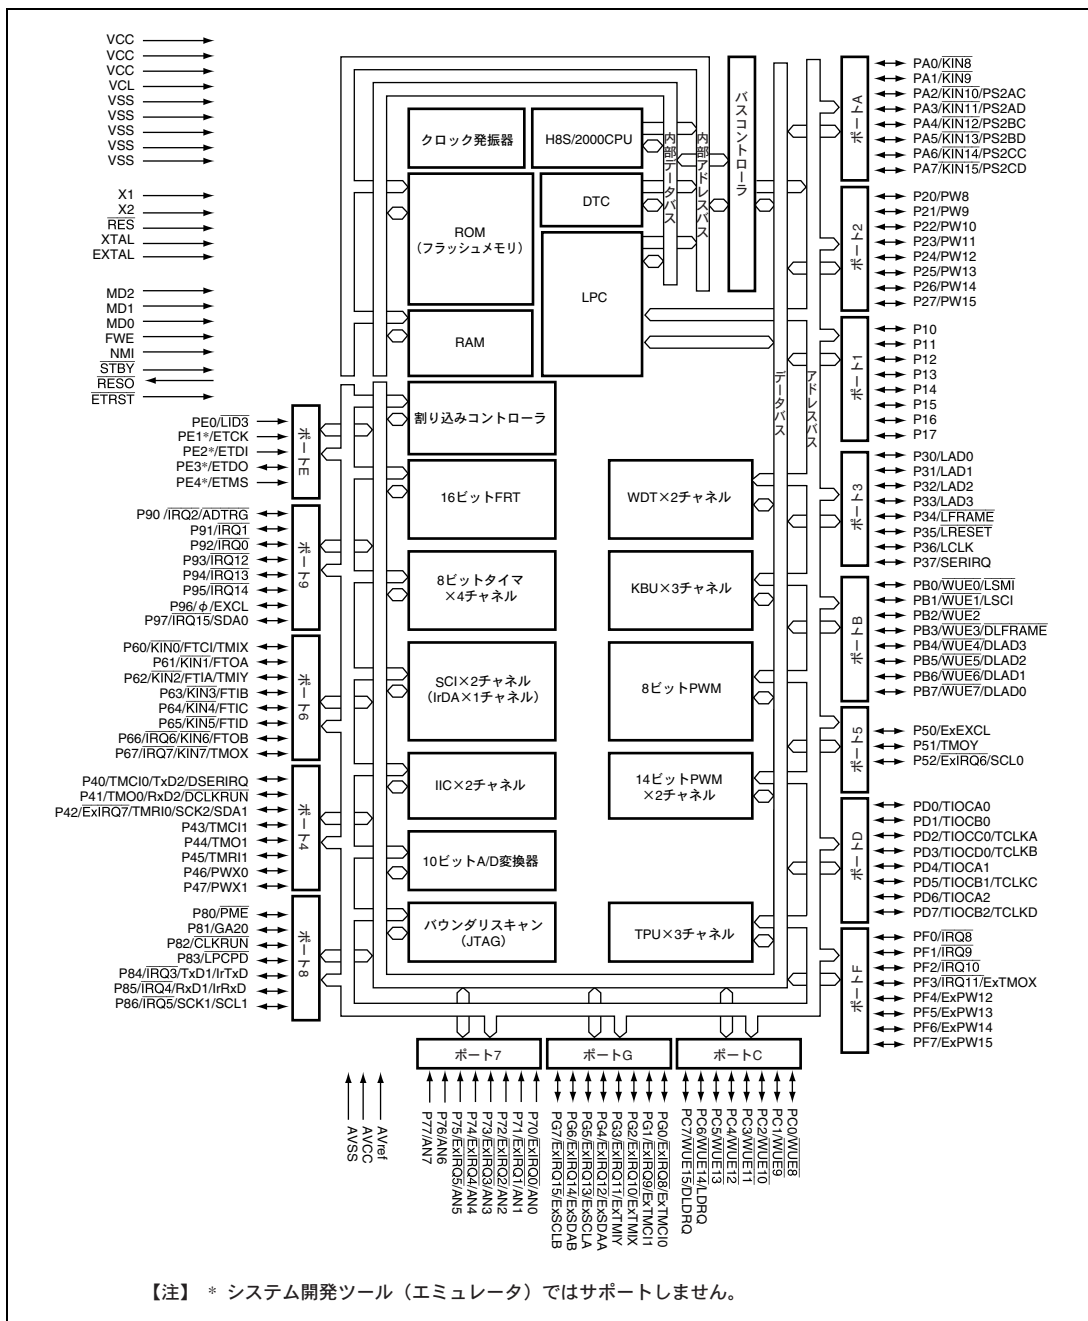 VCC
VCC
VCC
VCL
VSS
VSS
VSS
VSS
VSS
X1
X2
RES
XTAL
EXTAL
MD2
MD1
MD0
FWE
NMI
STBY
RESO
ETRST
PE0/LID3
PE1*/ETCK
PE2*/ETDI
PE3*/ETDO
PE4*/ETMS
ポートE
P90 /IRQ2/ADTRG
P91/IRQ1
P92/IRQ0
P93/IRQ12
P94/IRQ13
P95/IRQ14
P96/φ/EXCL
P97/IRQ15/SDA0
ポート9
P60/KIN0/FTCI/TMIX
P61/KIN1/FTOA
P62/KIN2/FTIA/TMIY
P63/KIN3/FTIB
P64/KIN4/FTIC
P65/KIN5/FTID
P66/IRQ6/KIN6/FTOB
P67/IRQ7/KIN7/TMOX
ポート6
P40/TMCI0/TxD2/DSERIRQ
P41/TMO0/RxD2/DCLKRUN
P42/ExIRQ7/TMRI0/SCK2/SDA1
P43/TMCI1
P44/TMO1
P45/TMRI1
P46/PWX0
P47/PWX1
ポート4
P80/PME
P81/GA20
P82/CLKRUN
P83/LPCPD
P84/IRQ3/TxD1/IrTxD
P85/IRQ4/RxD1/IrRxD
P86/IRQ5/SCK1/SCL1
ポート8
クロック発振器
H8S/2000CPU
ROM
(フラッシュメモリ)
DTC
LPC
RAM
割り込みコントローラ
16ビットFRT
8ビットタイマ
×4チャネル
SCI×2チャネル
(IrDA×1チャネル)
IIC×2チャネル
10ビットA/D変換器
バウンダリスキャン
(JTAG)
内部データバス
内部アドレスバス
バスコントローラ
データバス
アドレスバス
WDT×2チャネル
KBU×3チャネル
8ビットPWM
14ビットPWM
×2チャネル
TPU×3チャネル
ポートA
PA0/KIN8
PA1/KIN9
PA2/KIN10/PS2AC
PA3/KIN11/PS2AD
PA4/KIN12/PS2BC
PA5/KIN13/PS2BD
PA6/KIN14/PS2CC
PA7/KIN15/PS2CD
ポート2
P20/PW8
P21/PW9
P22/PW10
P23/PW11
P24/PW12
P25/PW13
P26/PW14
P27/PW15
ポート1
P10
P11
P12
P13
P14
P15
P16
P17
ポート3
P30/LAD0
P31/LAD1
P32/LAD2
P33/LAD3
P34/LFRAME
P35/LRESET
P36/LCLK
P37/SERIRQ
ポートB
PB0/WUE0/LSMI
PB1/WUE1/LSCI
PB2/WUE2
PB3/WUE3/DLFRAME
PB4/WUE4/DLAD3
PB5/WUE5/DLAD2
PB6/WUE6/DLAD1
PB7/WUE7/DLAD0
ポート5
P50/ExEXCL
P51/TMOY
P52/ExIRQ6/SCL0
ポートD
PD0/TIOCA0
PD1/TIOCB0
PD2/TIOCC0/TCLKA
PD3/TIOCD0/TCLKB
PD4/TIOCA1
PD5/TIOCB1/TCLKC
PD6/TIOCA2
PD7/TIOCB2/TCLKD
ポートF
PF0/IRQ8
PF1/IRQ9
PF2/IRQ10
PF3/IRQ11/ExTMOX
PF4/ExPW12
PF5/ExPW13
PF6/ExPW14
PF7/ExPW15
ポート7
ポートG
ポートC
AVSS
AVCC
AVref
P77/AN7
P76/AN6
P75/ExIRQ5/AN5
P74/ExIRQ4/AN4
P73/ExIRQ3/AN3
P72/ExIRQ2/AN2
P71/ExIRQ1/AN1
P70/ExIRQ0/AN0
PG7/ExIRQ15/ExSCLB
PG6/ExIRQ14/ExSDAB
PG5/ExIRQ13/ExSCLA
PG4/ExIRQ12/ExSDAA
PG3/ExIRQ11/ExTMIY
PG2/ExIRQ10/ExTMIX
PG1/ExIRQ9/ExTMCI1
PG0/ExIRQ8/ExTMCI0
PC7/WUE15/DLDRQ
PC6/WUE14/LDRQ
PC5/WUE13
PC4/WUE12
PC3/WUE11
PC2/WUE10
PC1/WUE9
PC0/WUE8
【注】 * システム開発ツール（エミュレータ）ではサポートしません。